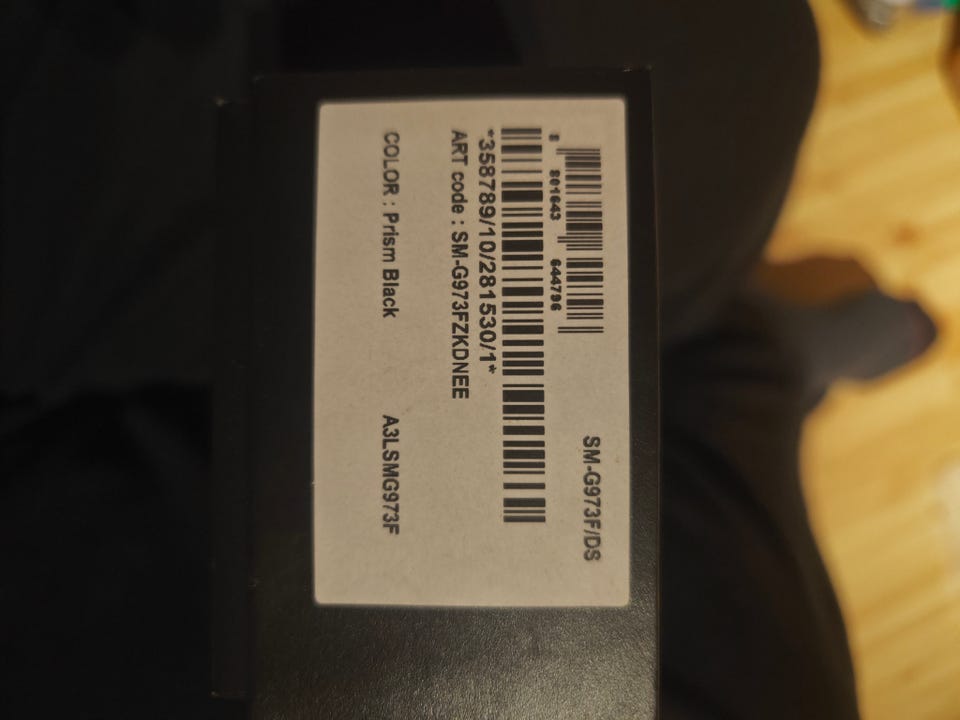 SM-G973F/DS
8 801643 644796
*358789/10/281530/1*
ART code : SM-G973FZKDNEE
COLOR : Prism Black A3LSMG973F